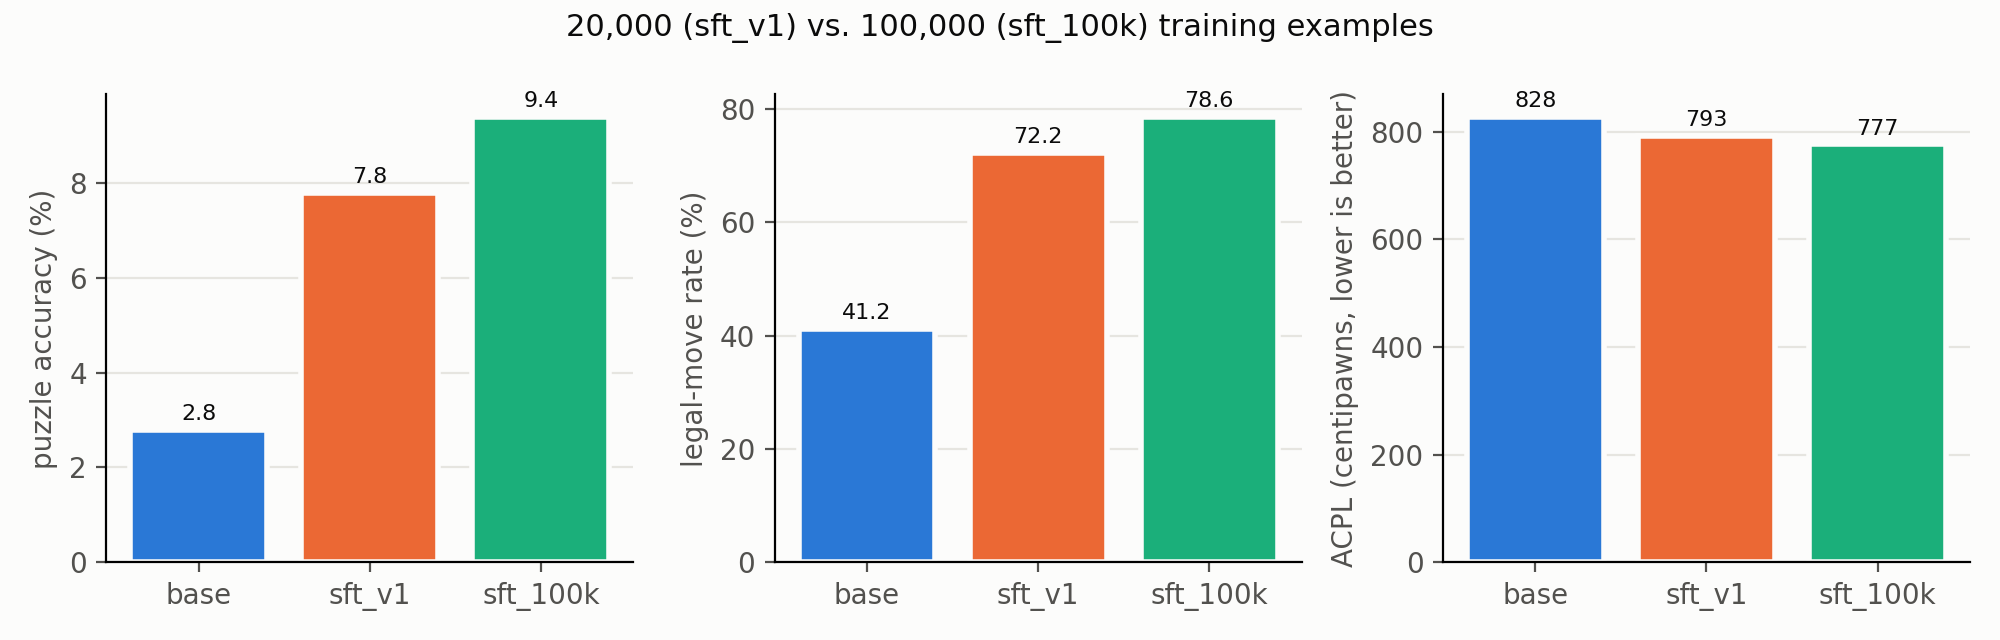 20,000 (sft_v1) vs. 100,000 (sft_100k) training examples
puzzle accuracy (%)
8
6
4
2
0
2.8
7.8
9.4
base
sft_v1
sft_100k
legal-move rate (%)
80
60
40
20
0
41.2
72.2
78.6
base
sft_v1
sft_100k
ACPL (centipawns, lower is better)
800
600
400
200
0
828
793
777
base
sft_v1
sft_100k